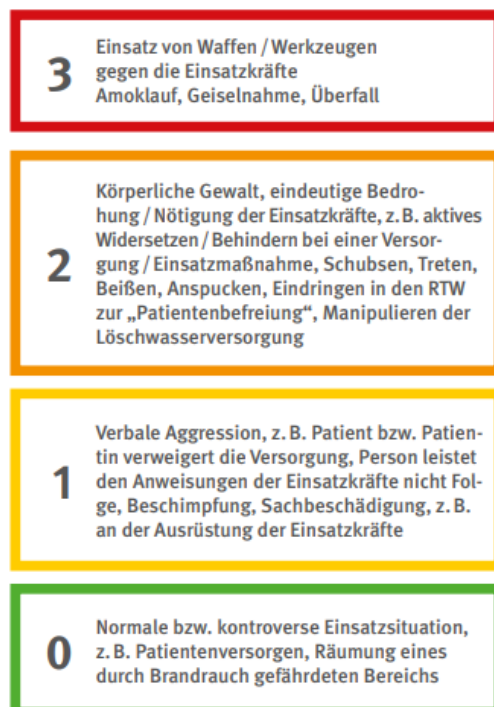 3
Einsatz von Waffen / Werkzeugen
gegen die Einsatzkräfte
Amoklauf, Geiselnahme, Überfall
2
Körperliche Gewalt, eindeutige Bedro-
hung / Nötigung der Einsatzkräfte, z. B. aktives
Widersetzen / Behindern bei einer Versor-
gung / Einsatzmaßnahme, Schubsen, Treten,
Beißen, Anspucken, Eindringen in den RTW
zur „Patientenbefreiung“, Manipulieren der
Löschwasserversorgung
1
Verbale Aggression, z. B. Patient bzw. Patien-
tin verweigert die Versorgung, Person leistet
den Anweisungen der Einsatzkräfte nicht Fol-
ge, Beschimpfung, Sachbeschädigung, z. B.
an der Ausrüstung der Einsatzkräfte
0
Normale bzw. kontroverse Einsatzsituation,
z. B. Patientenversorgen, Räumung eines
durch Brandrauch gefährdeten Bereichs